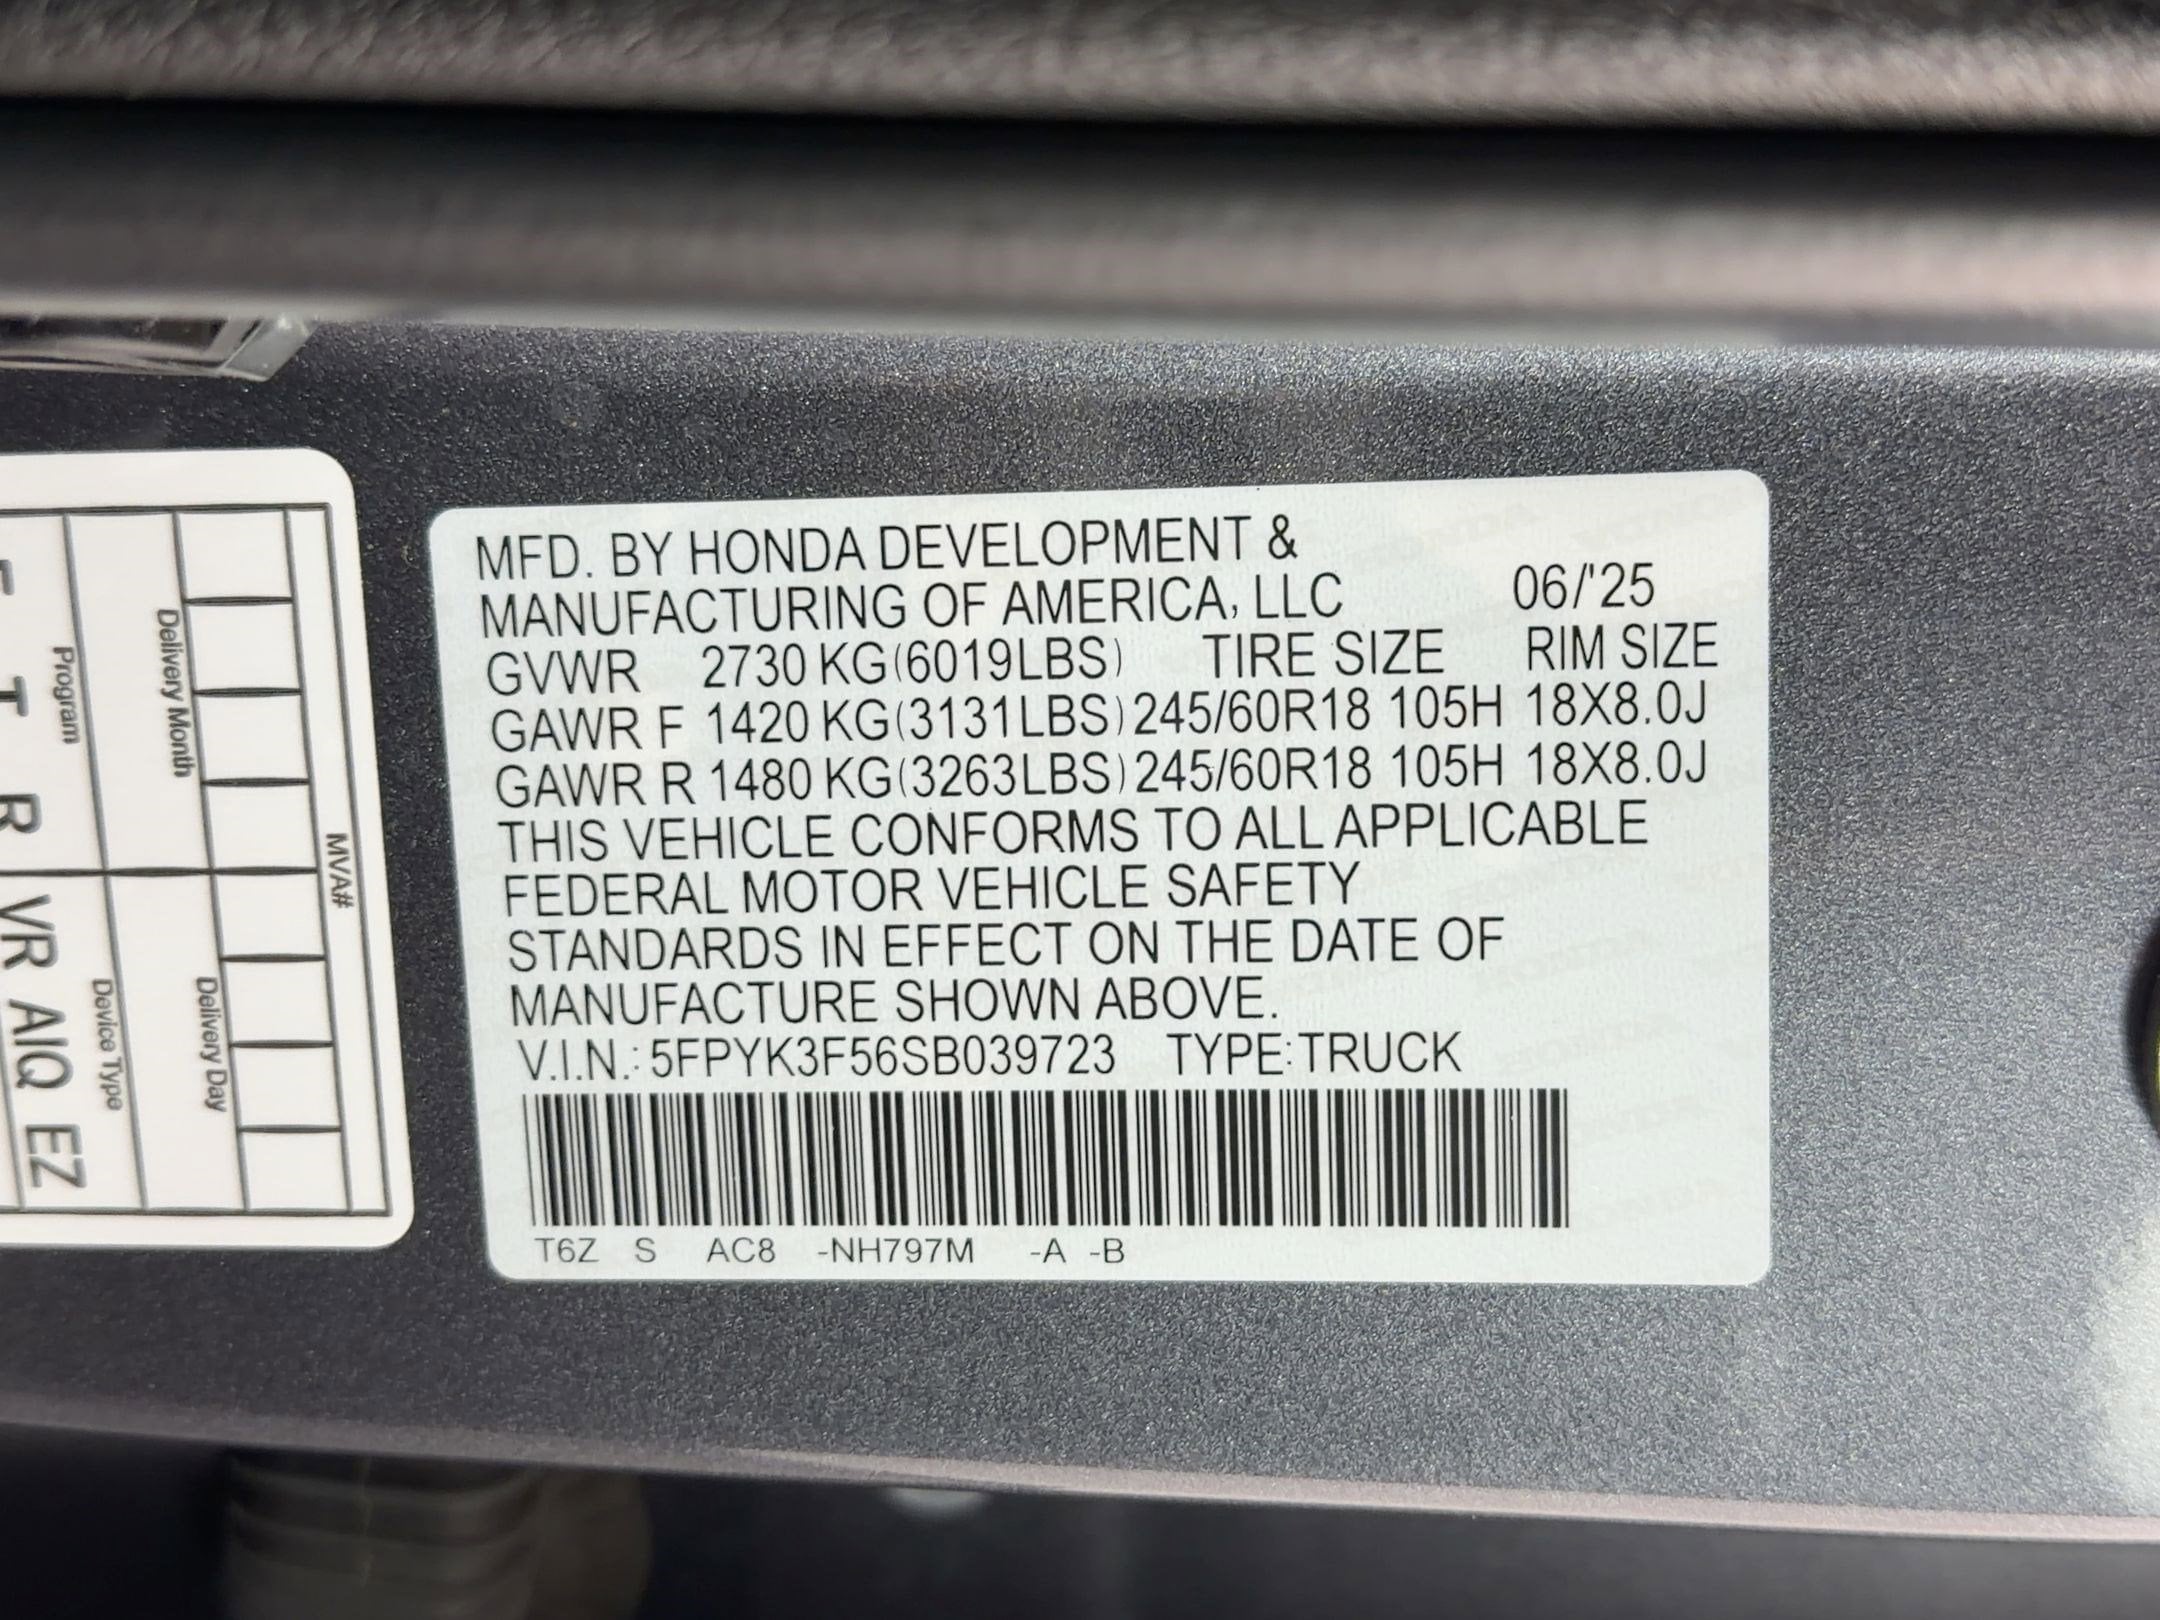 MFD. BY HONDA DEVELOPMENT &
MANUFACTURING OF AMERICA, LLC 06/'25
GVWR 2730 KG(6019LBS) TIRE SIZE RIM SIZE
GAWR F 1420 KG(3131LBS) 245/60R18 105H 18X8.0J
GAWR R 1480 KG(3263LBS) 245/60R18 105H 18X8.0J
THIS VEHICLE CONFORMS TO ALL APPLICABLE
FEDERAL MOTOR VEHICLE SAFETY
STANDARDS IN EFFECT ON THE DATE OF
MANUFACTURE SHOWN ABOVE.
V.I.N.: 5FPYK3F56SB039723 TYPE: TRUCK
T6Z S AC8 -NH797M -A -B
MVA#
Delivery Month Delivery Day
Program Device Type
T R VR AIQ EZ